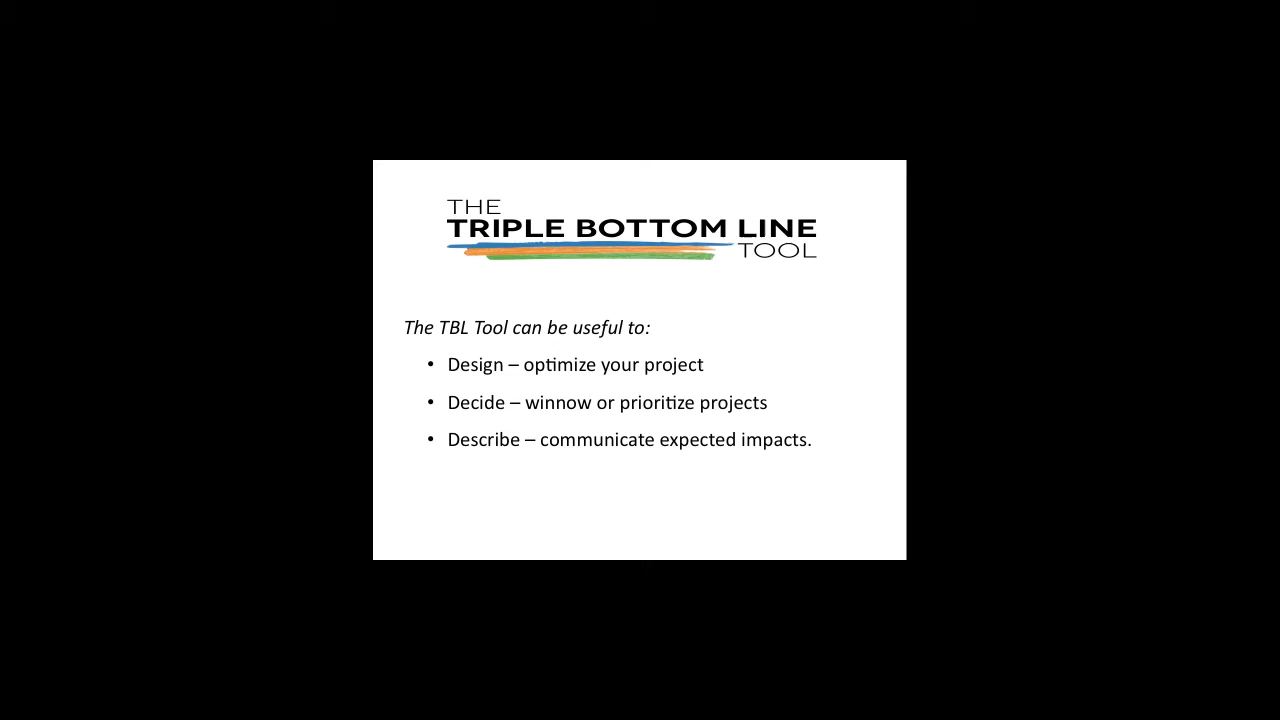 THE
TRIPLE BOTTOM LINE
TOOL
The TBL Tool can be useful to:
• Design – optimize your project
• Decide – winnow or prioritize projects
• Describe – communicate expected impacts.